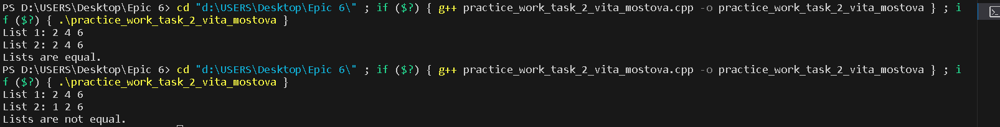 PS D:\USERS\Desktop\Epic 6> cd "d:\USERS\Desktop\Epic 6\" ; if ($?) { g++ practice_work_task_2_vita_mostova.cpp -o practice_work_task_2_vita_mostova } ; i
f ($?) { .\practice_work_task_2_vita_mostova }
List 1: 2 4 6
List 2: 2 4 6
Lists are equal.
PS D:\USERS\Desktop\Epic 6> cd "d:\USERS\Desktop\Epic 6\" ; if ($?) { g++ practice_work_task_2_vita_mostova.cpp -o practice_work_task_2_vita_mostova } ; i
f ($?) { .\practice_work_task_2_vita_mostova }
List 1: 2 4 6
List 2: 1 2 6
Lists are not equal.